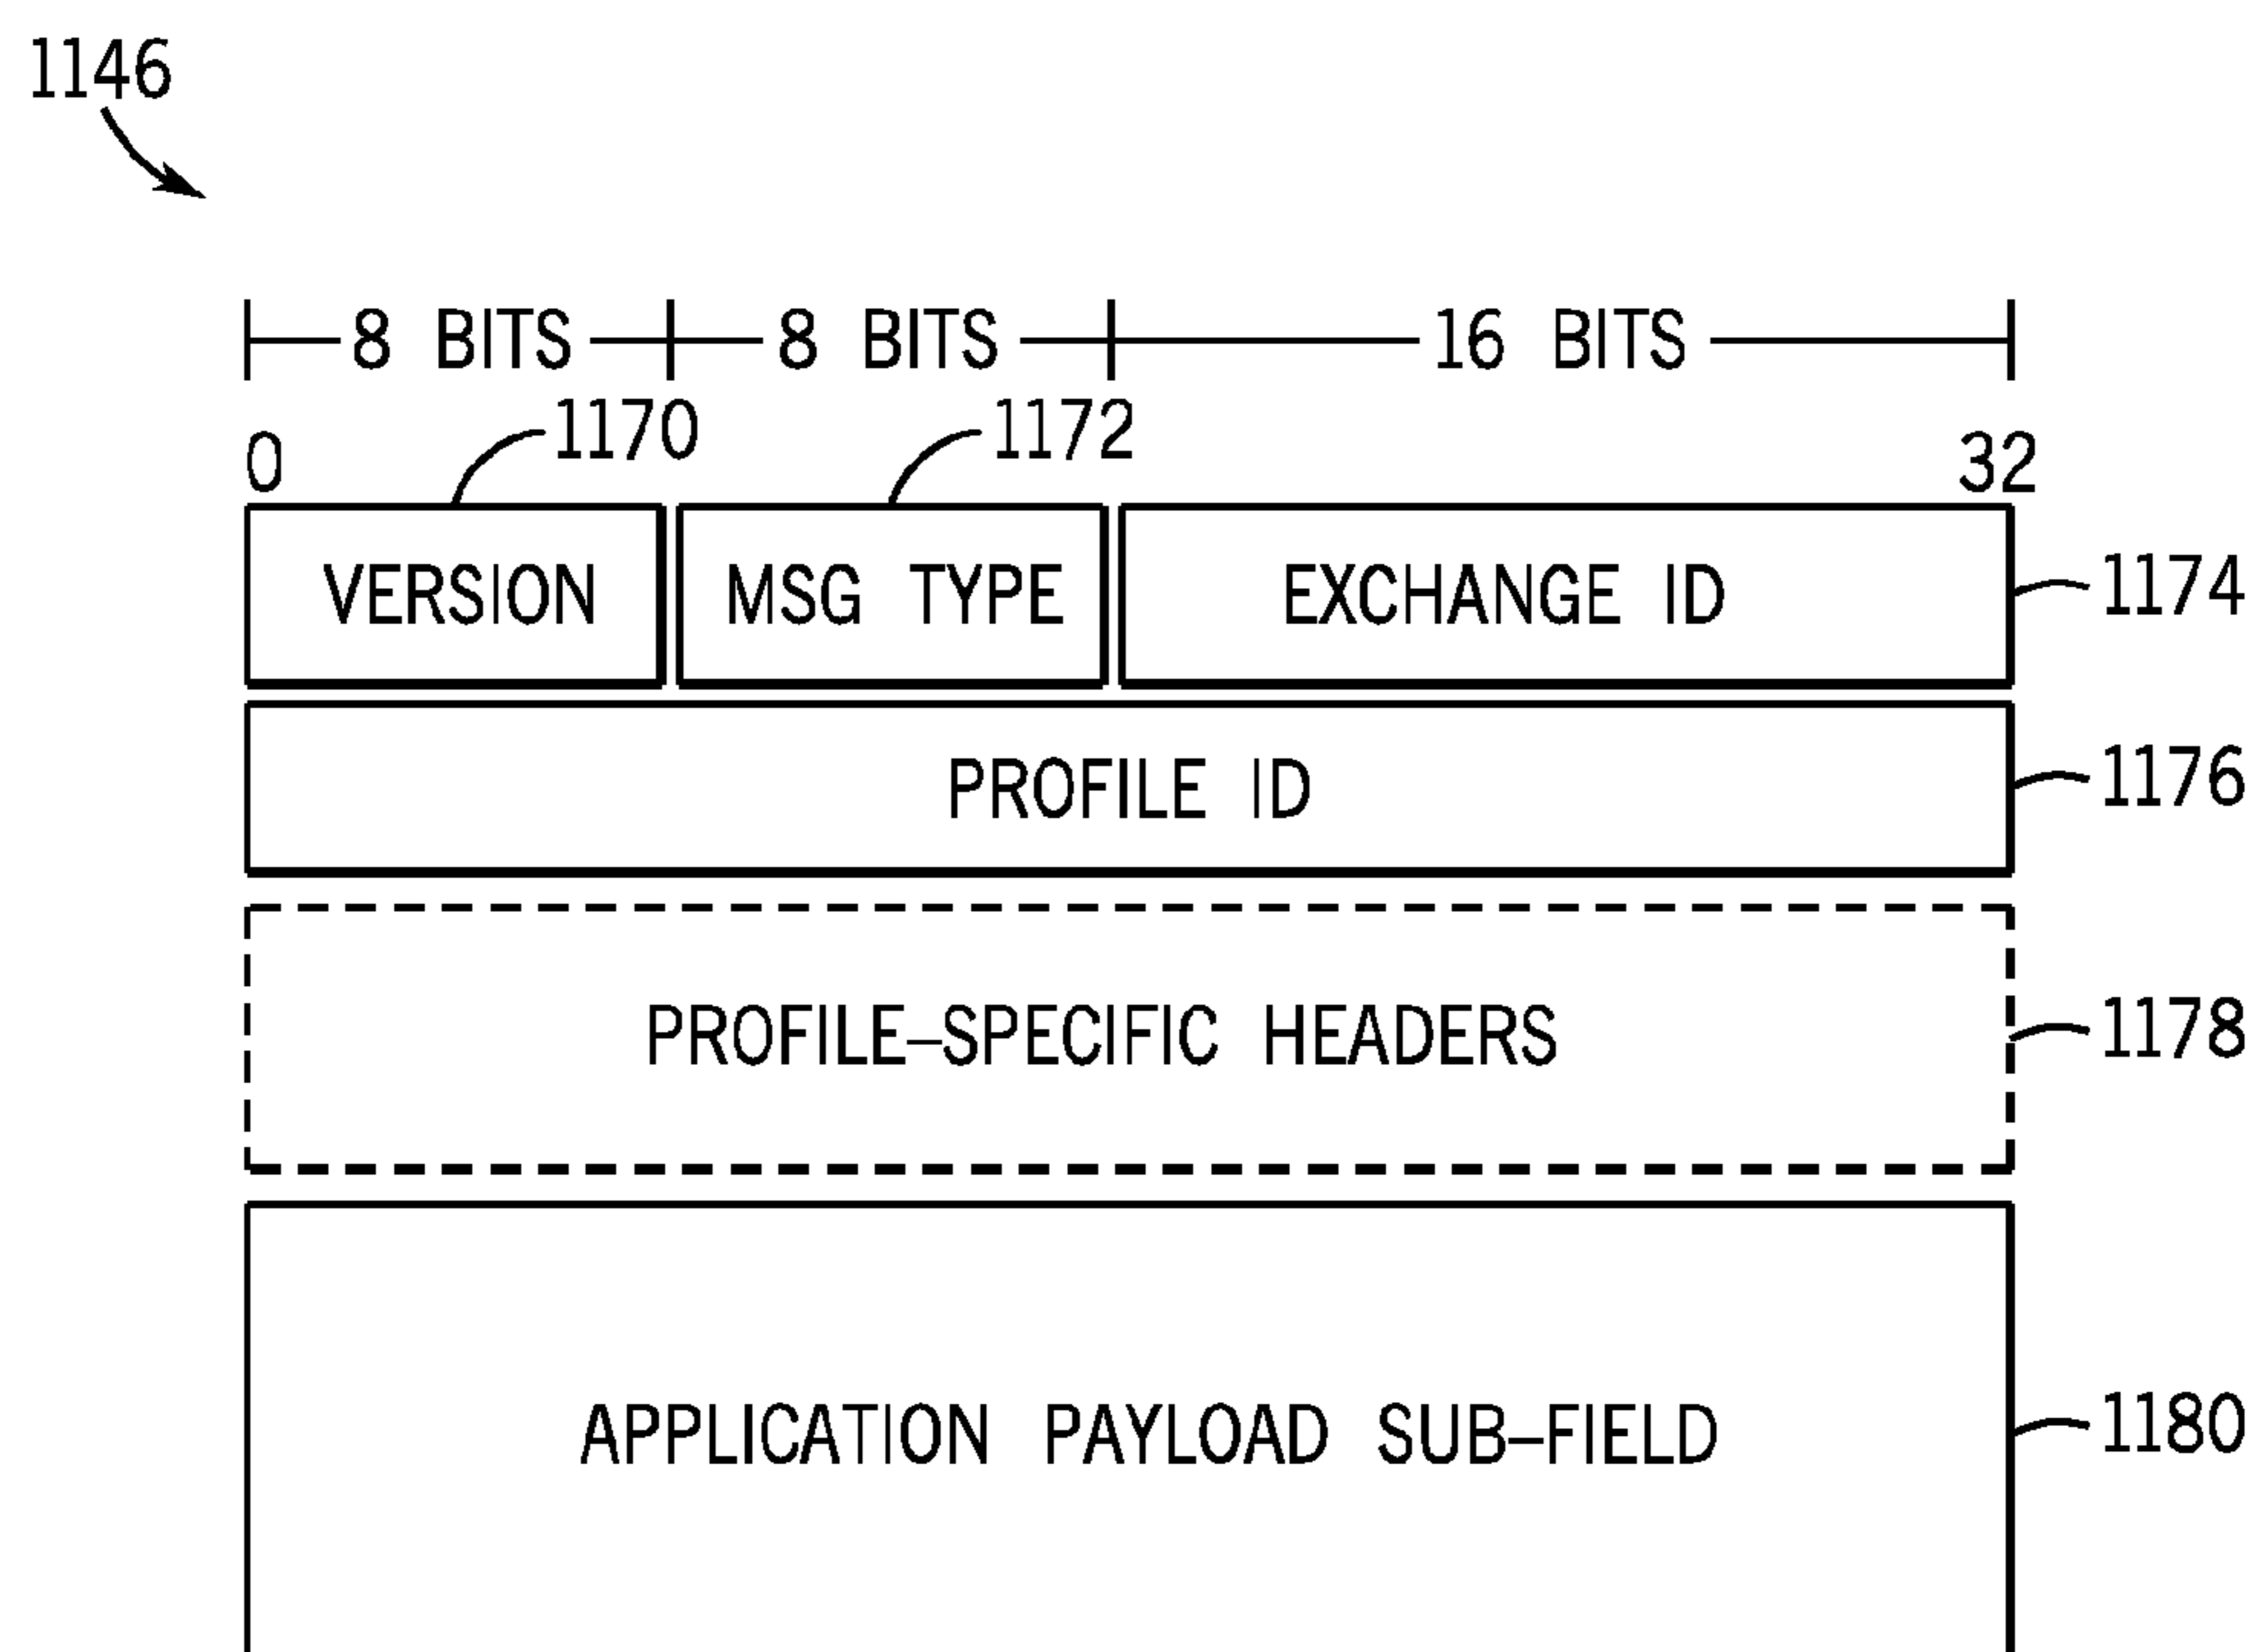 1146
8 BITS 8 BITS 16 BITS
1170 1172
0 32
VERSION MSG TYPE EXCHANGE ID 1174
PROFILE ID 1176
PROFILE–SPECIFIC HEADERS 1178
APPLICATION PAYLOAD SUB–FIELD 1180